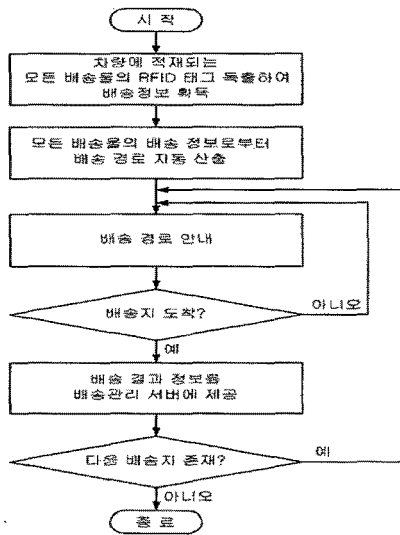 시 작
차량에 적재되는
모든 배송물의 RFID 태그 독출하여
배송정보 획득
모든 배송물의 배송 정보로부터
배송 경로 자동 산출
배송 경로 안내
배송지 도착?
아니오
예
배송 결과 정보를
배송관리 서버에 제공
다음 배송지 존재?
예
아니오
종 료